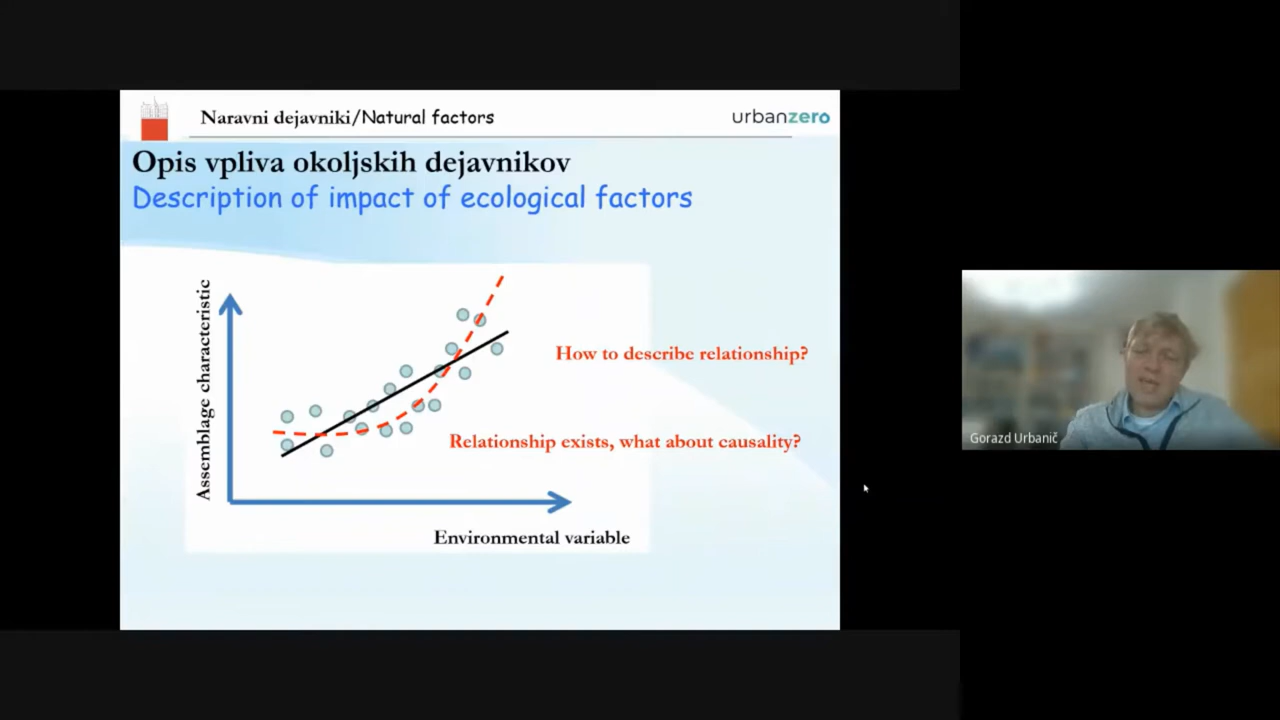 Naravni dejavniki/Natural factors
urbanzero
Opis vpliva okoljskih dejavnikov
Description of impact of ecological factors
Assemblage characteristic
How to describe relationship?
Relationship exists, what about causality?
Environmental variable
Gorazd Urbanič